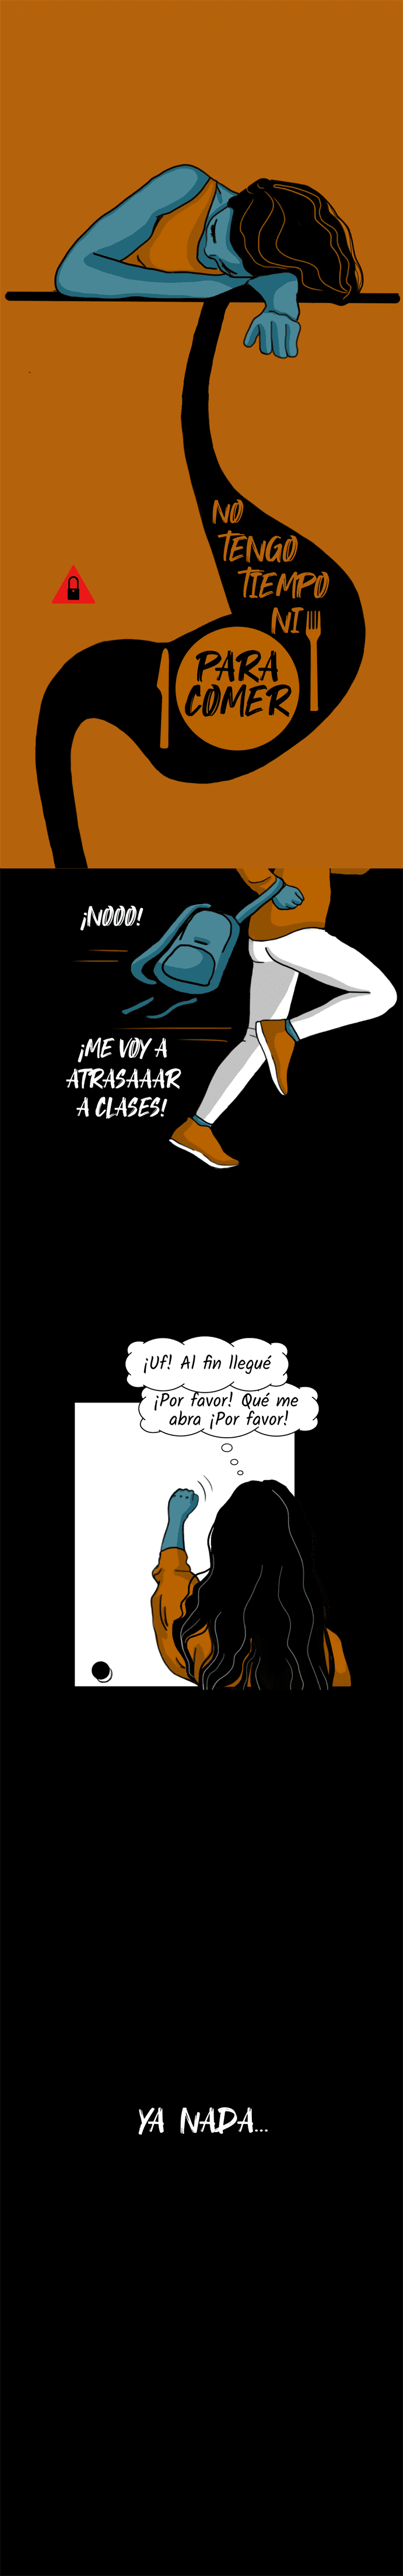 NO
TENGO
TIEMPO
NI
PARA
COMER
¡NOOO!
¡ME VOY A
ATRASAAAR
A CLASES!
¡Uf! Al fin llegué
¡Por favor! Qué me
abra ¡Por favor!
YA NADA...